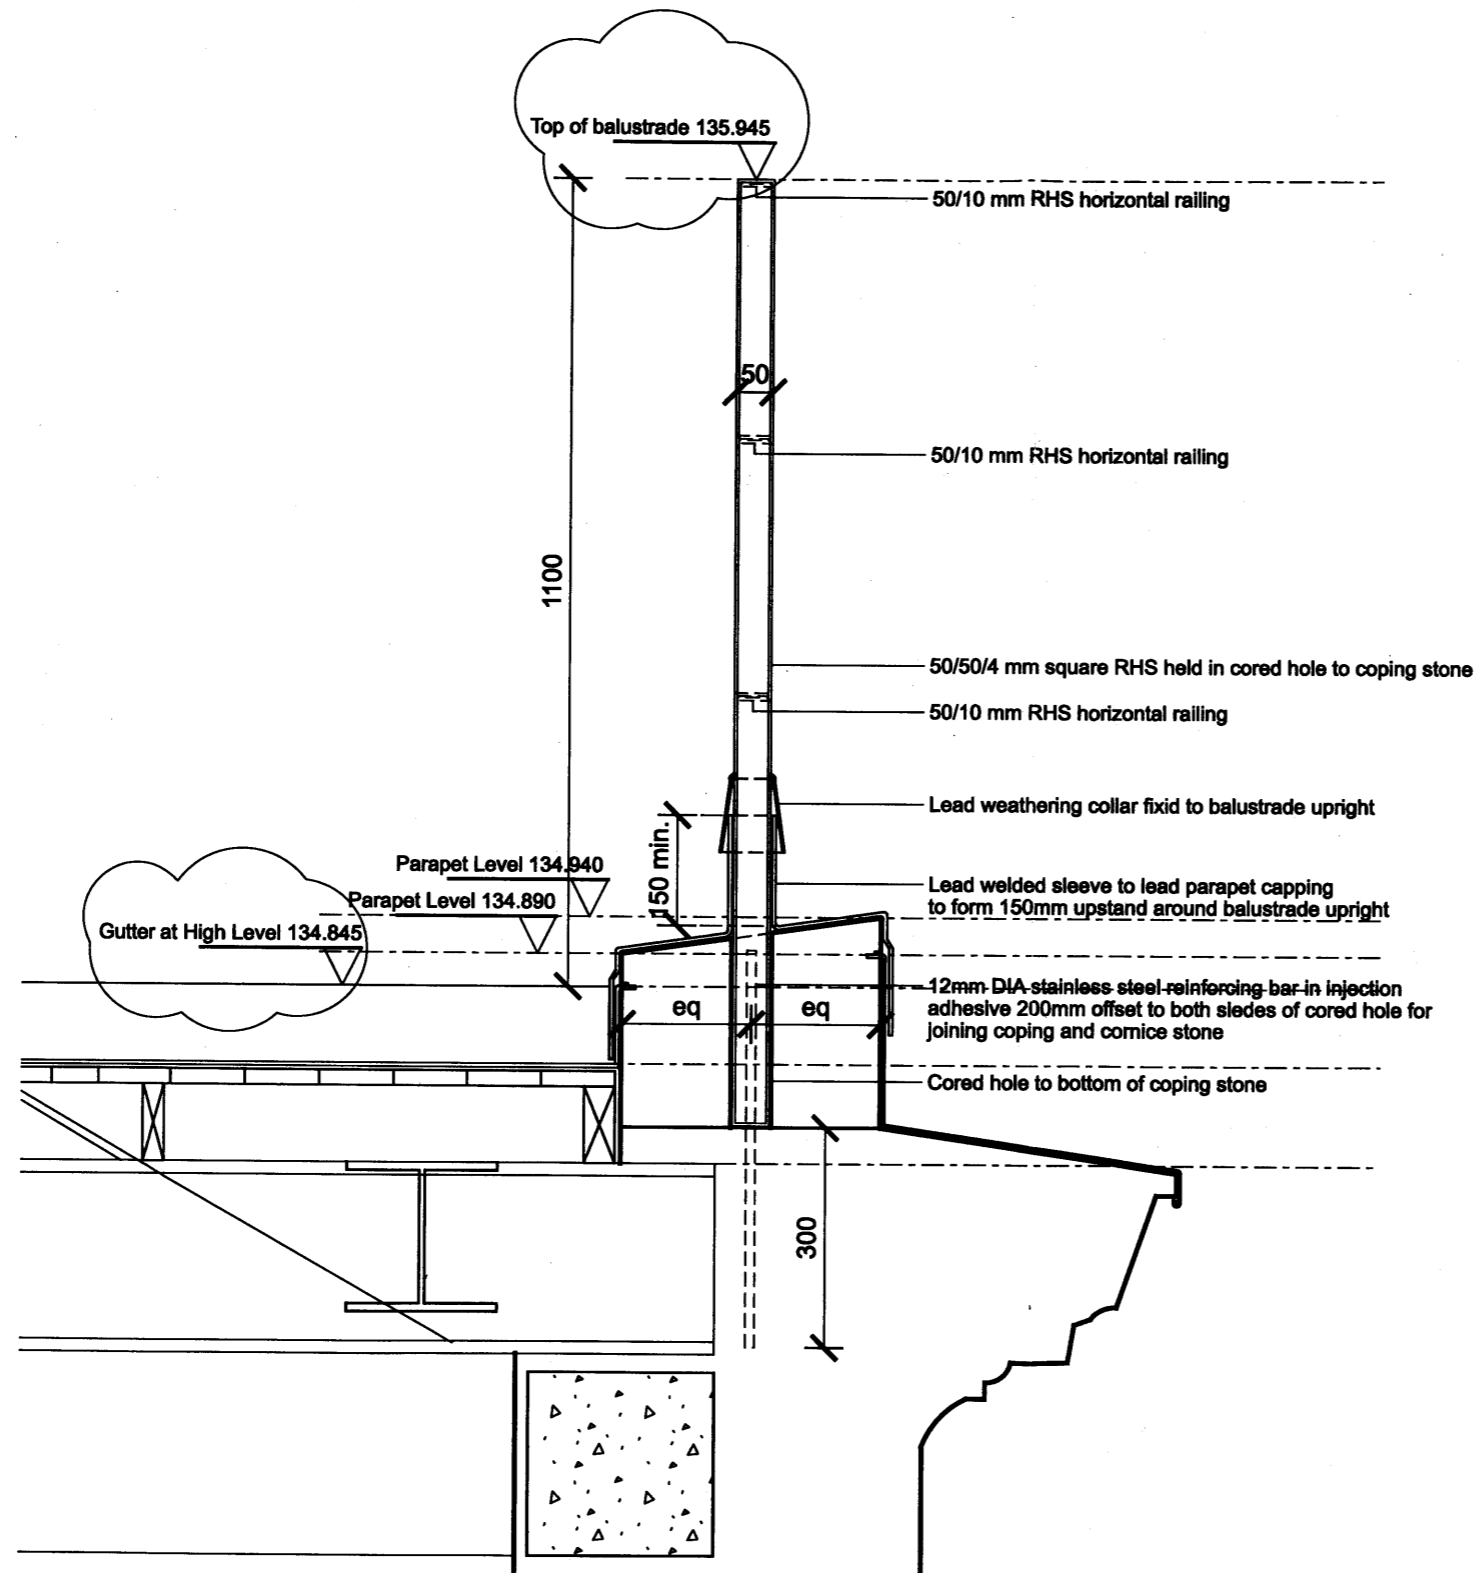 Top of balustrade 135.945
50/10 mm RHS horizontal railing
50
50/10 mm RHS horizontal railing
1100
50/50/4 mm square RHS held in cored hole to coping stone
50/10 mm RHS horizontal railing
Lead weathering collar fixid to balustrade upright
150 min.
Parapet Level 134.940
Parapet Level 134.890
Gutter at High Level 134.845
Lead welded sleeve to lead parapet capping
to form 150mm upstand around balustrade upright
12mm DIA stainless steel reinforcing bar in injection
adhesive 200mm offset to both siedes of cored hole for
joining coping and cornice stone
eq
eq
Cored hole to bottom of coping stone
300